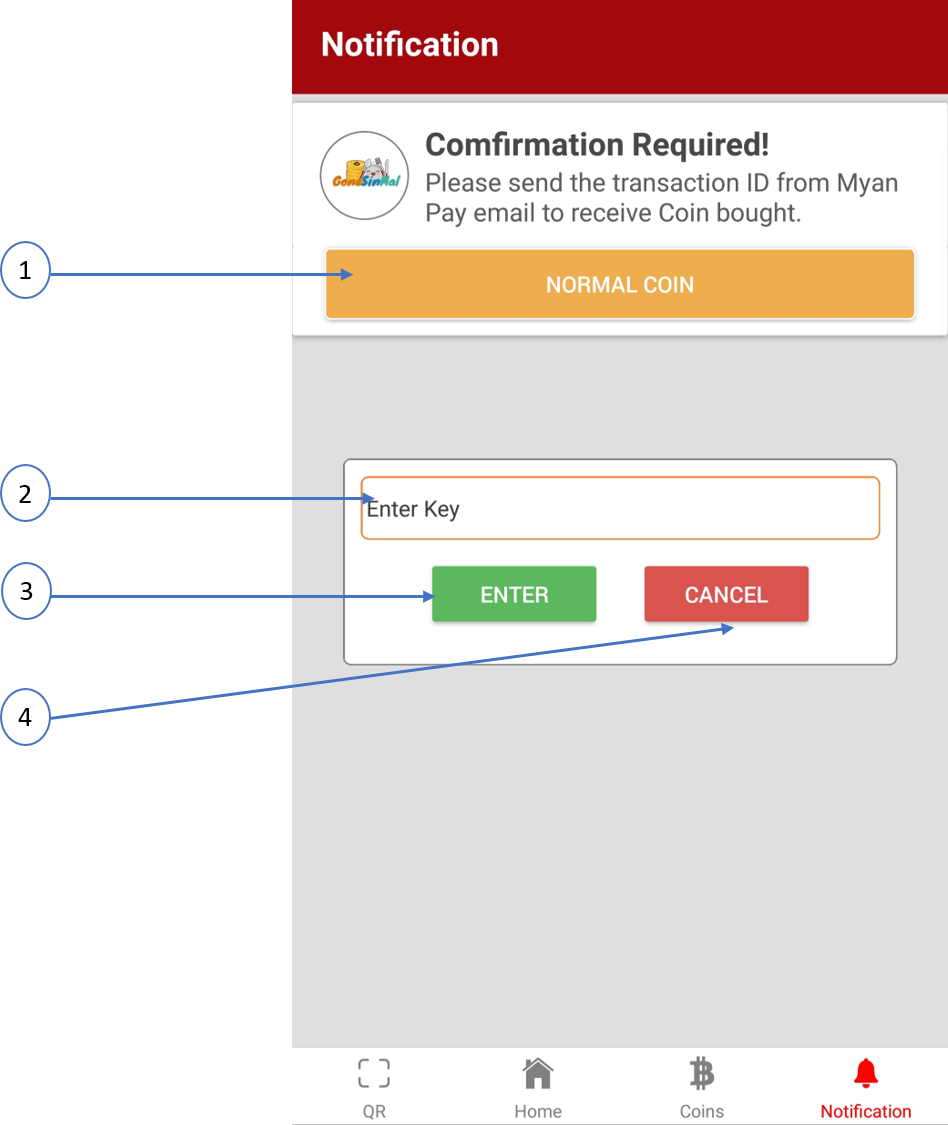 Notification
Comfirmation Required!
GondSinMal
Please send the transaction ID from Myan
Pay email to receive Coin bought.
1
NORMAL COIN
2
Enter Key
3
ENTER
CANCEL
4
QR
Home
Coins
Notification